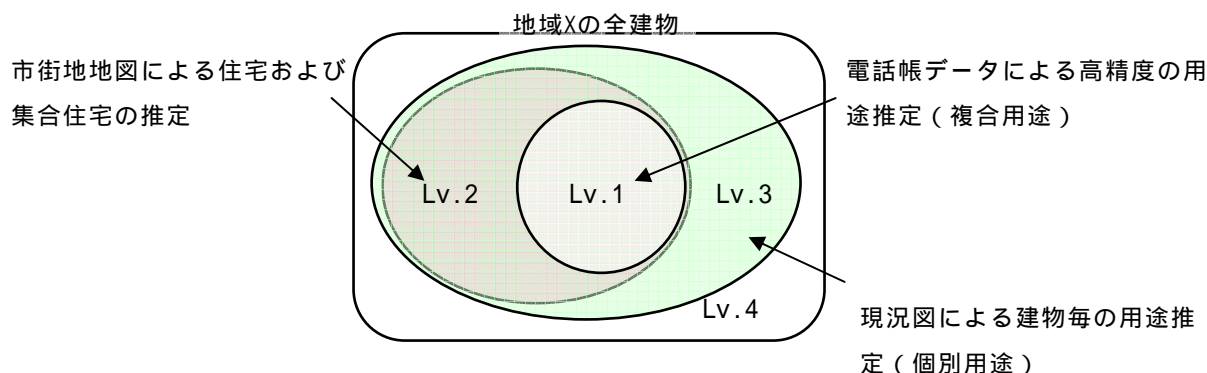 地域Xの全建物
市街地地図による住宅および
集合住宅の推定
電話帳データによる高精度の用
途推定（複合用途）
Lv.2
Lv.1
Lv.3
Lv.4
現況図による建物毎の用途推
定（個別用途）